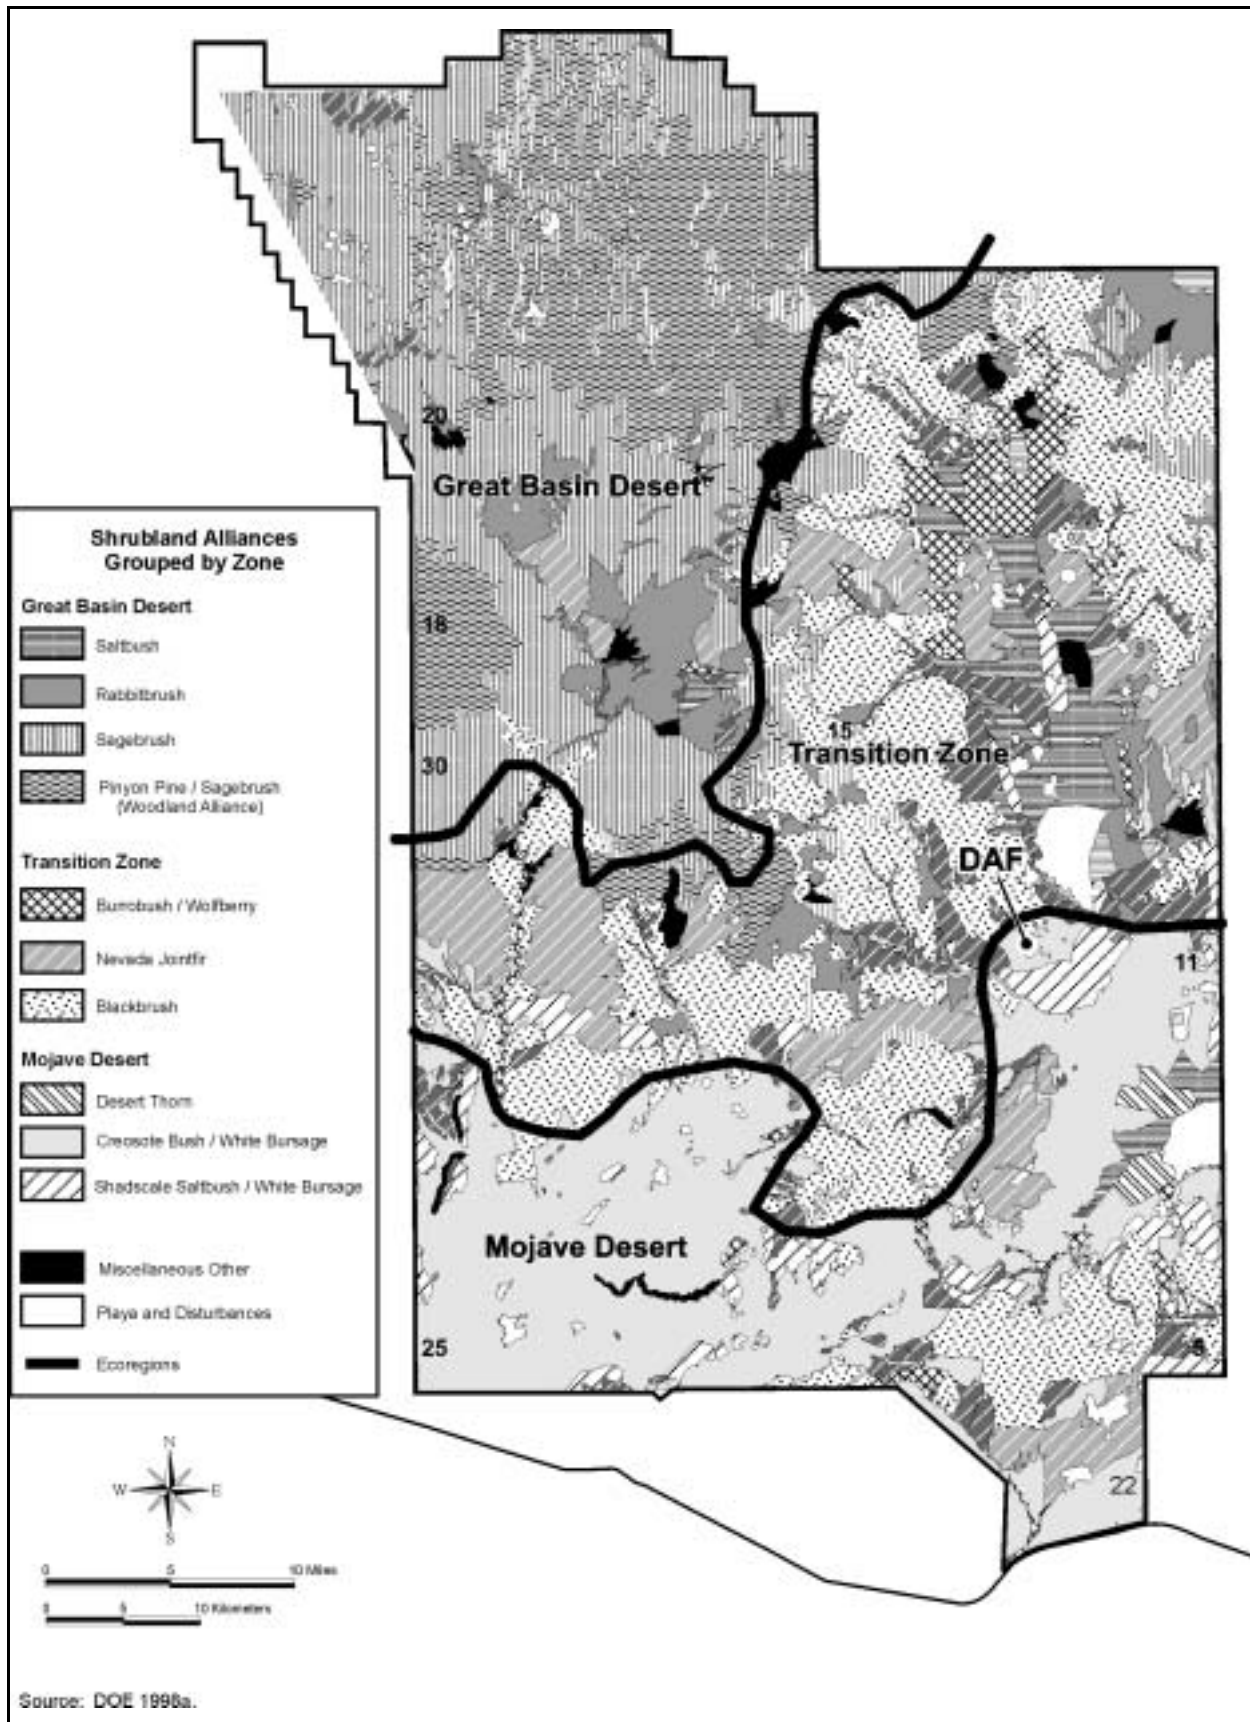 20
Great Basin Desert
18
30
15
Transition Zone
DAF
11
Mojave Desert
25
5
22
Shrubland Alliances
Grouped by Zone
Great Basin Desert
Saltbush
Rabbitbrush
Sagebrush
Pinyon Pine / Sagebrush
(Woodland Alliance)
Transition Zone
Burrobush / Wolfberry
Nevada Jointfir
Blackbrush
Mojave Desert
Desert Thorn
Creosote Bush / White Bursage
Shadscale Saltbush / White Bursage
Miscellaneous Other
Playa and Disturbances
Ecoregions
N
W E
S
0 5 10 Miles
0 5 10 Kilometers
Source: DOE 1998a.